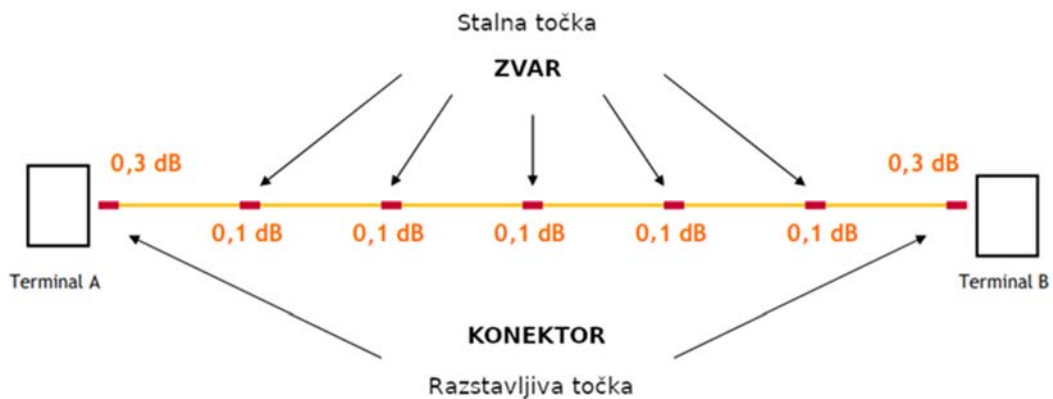 Stalna točka
ZVAR
0,3 dB
0,3 dB
0,1 dB
0,1 dB
0,1 dB
0,1 dB
0,1 dB
Terminal A
Terminal B
KONEKTOR
Razstavljiva točka